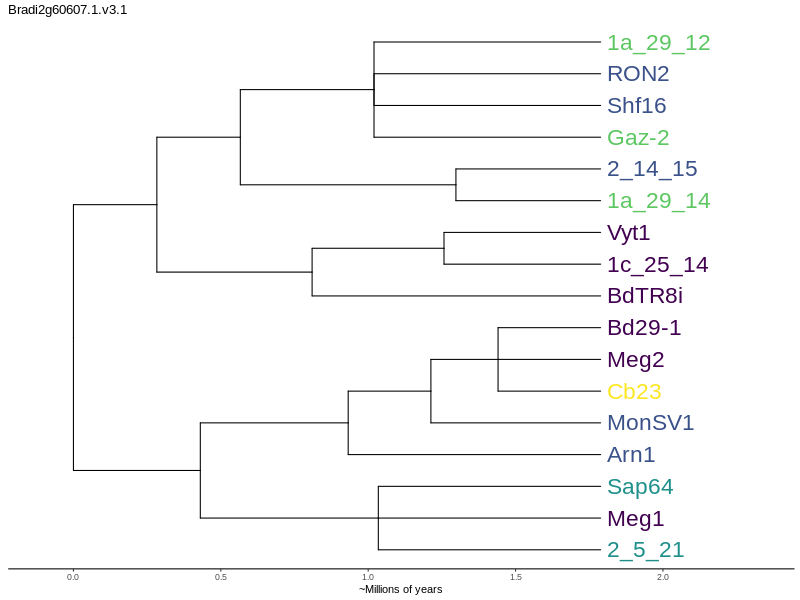 Bradi2g60607.1.v3.1
1a_29_12
RON2
Shf16
Gaz-2
2_14_15
1a_29_14
Vyt1
1c_25_14
BdTR8i
Bd29-1
Meg2
Cb23
MonSV1
Arn1
Sap64
Meg1
2_5_21
0.0 0.5 1.0 1.5 2.0
~Millions of years